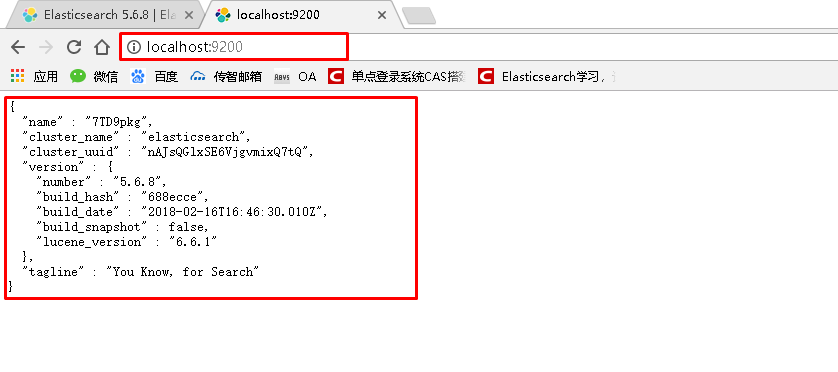 Elasticsearch 5.6.8 | Ela
localhost:9200
localhost:9200
应用 微信 百度 传智邮箱 OA 单点登录系统CAS搭 Elasticsearch学习,
{
"name" : "7TD9pkg",
"cluster_name" : "elasticsearch",
"cluster_uuid" : "nAJsQGlxSE6VjgvmixQ7tQ",
"version" : {
"number" : "5.6.8",
"build_hash" : "688ecce",
"build_date" : "2018-02-16T16:46:30.010Z",
"build_snapshot" : false,
"lucene_version" : "6.6.1"
},
"tagline" : "You Know, for Search"
}